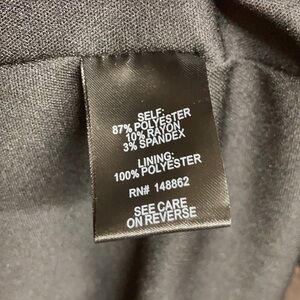 SELF:
87% POLYESTER
10% RAYON
3% SPANDEX
LINING:
100% POLYESTER
RN# 148862
SEE CARE
ON REVERSE